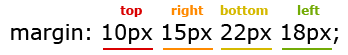 top right bottom left
margin: 10px 15px 22px 18px;